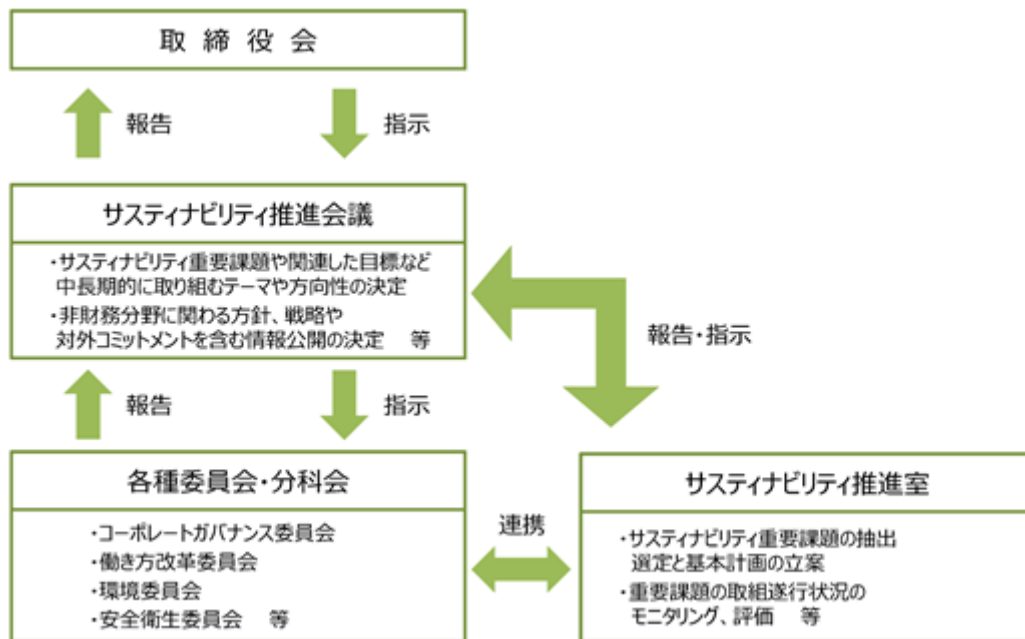 取締役会
報告
指示
サスティナビリティ推進会議
・サスティナビリティ重要課題や関連した目標など
中長期的に取り組むテーマや方向性の決定
・非財務分野に関わる方針、戦略や
対外コミットメントを含む情報公開の決定 等
報告・指示
報告
指示
各種委員会・分科会
・コーポレートガバナンス委員会
・働き方改革委員会
・環境委員会
・安全衛生委員会 等
連携
サスティナビリティ推進室
・サスティナビリティ重要課題の抽出
選定と基本計画の立案
・重要課題の取組遂行状況の
モニタリング、評価 等